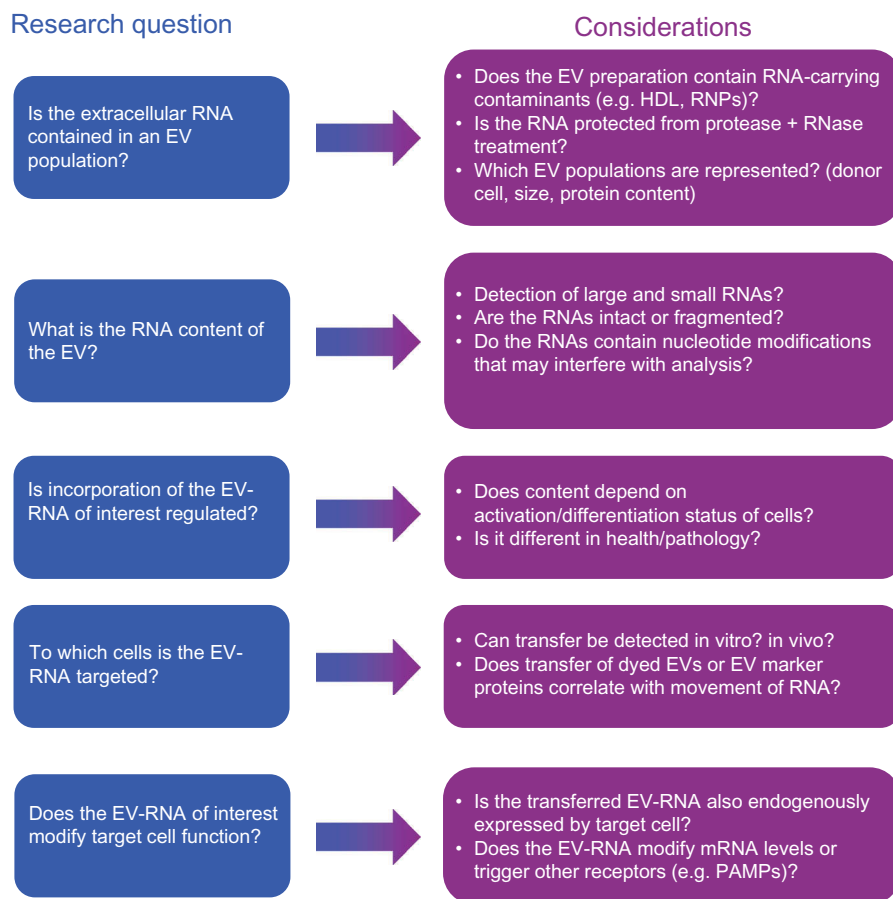 Research question
Considerations
Is the extracellular RNA
contained in an EV
population?
• Does the EV preparation contain RNA-carrying
contaminants (e.g. HDL, RNPs)?
• Is the RNA protected from protease + RNase
treatment?
• Which EV populations are represented? (donor
cell, size, protein content)
What is the RNA content of
the EV?
• Detection of large and small RNAs?
• Are the RNAs intact or fragmented?
• Do the RNAs contain nucleotide modifications
that may interfere with analysis?
Is incorporation of the EV-
RNA of interest regulated?
• Does content depend on
activation/differentiation status of cells?
• Is it different in health/pathology?
To which cells is the EV-
RNA targeted?
• Can transfer be detected in vitro? in vivo?
• Does transfer of dyed EVs or EV marker
proteins correlate with movement of RNA?
Does the EV-RNA of interest
modify target cell function?
• Is the transferred EV-RNA also endogenously
expressed by target cell?
• Does the EV-RNA modify mRNA levels or
trigger other receptors (e.g. PAMPs)?